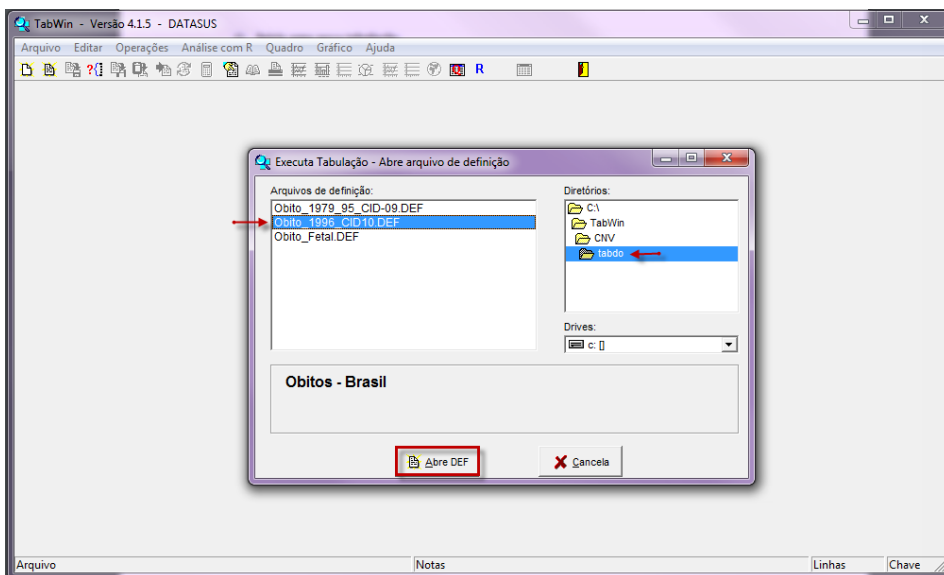 TabWin - Versão 4.1.5 - DATASUS
Arquivo Editar Operações Análise com R Quadro Gráfico Ajuda
R
Executa Tabulação - Abre arquivo de definição
Arquivos de definição:
Obito_1979_95_CID-09.DEF
Obito_1996_CID10.DEF
Obito_Fetal.DEF
Diretórios:
C:\
TabWin
CNV
tabdo
Drives:
c: []
Obitos - Brasil
Abre DEF
Cancela
Arquivo Notas Linhas Chave